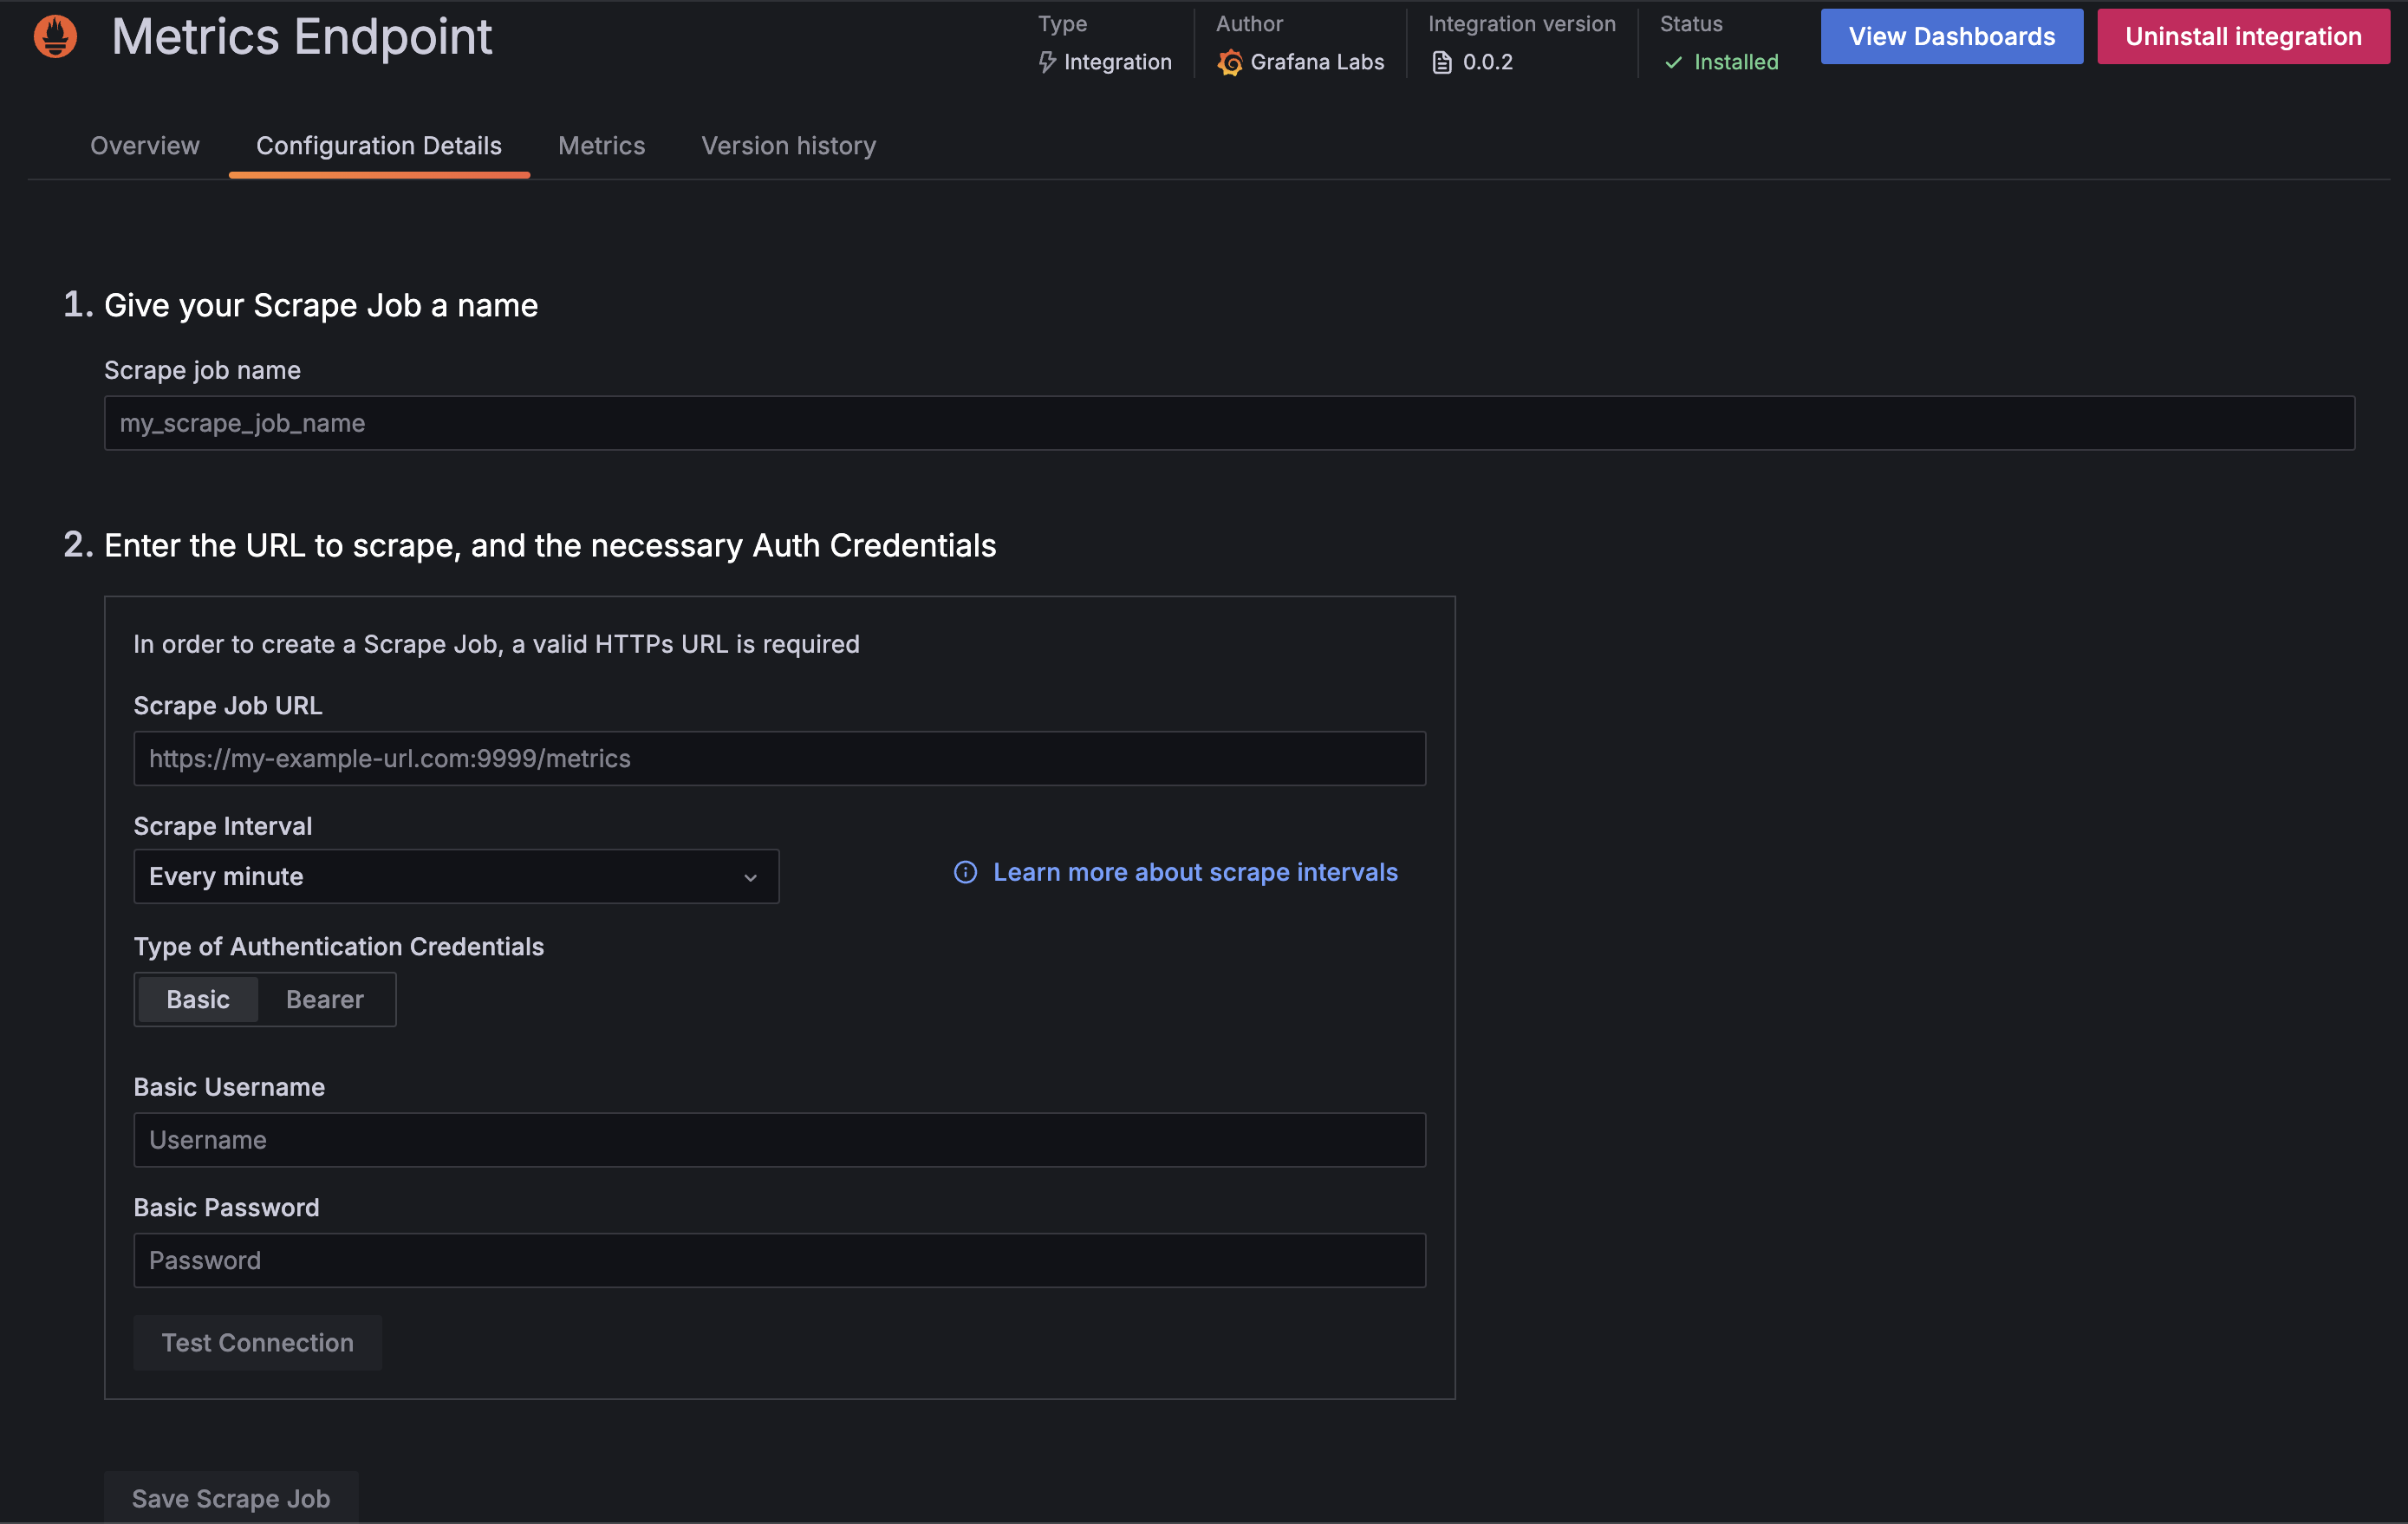 Metrics Endpoint
Type
Integration
Author
Grafana Labs
Integration version
0.0.2
Status
Installed
View Dashboards
Uninstall integration
Overview
Configuration Details
Metrics
Version history
1. Give your Scrape Job a name
Scrape job name
my_scrape_job_name
2. Enter the URL to scrape, and the necessary Auth Credentials
In order to create a Scrape Job, a valid HTTPs URL is required
Scrape Job URL
https://my-example-url.com:9999/metrics
Scrape Interval
Every minute
Learn more about scrape intervals
Type of Authentication Credentials
Basic
Bearer
Basic Username
Username
Basic Password
Password
Test Connection
Save Scrape Job